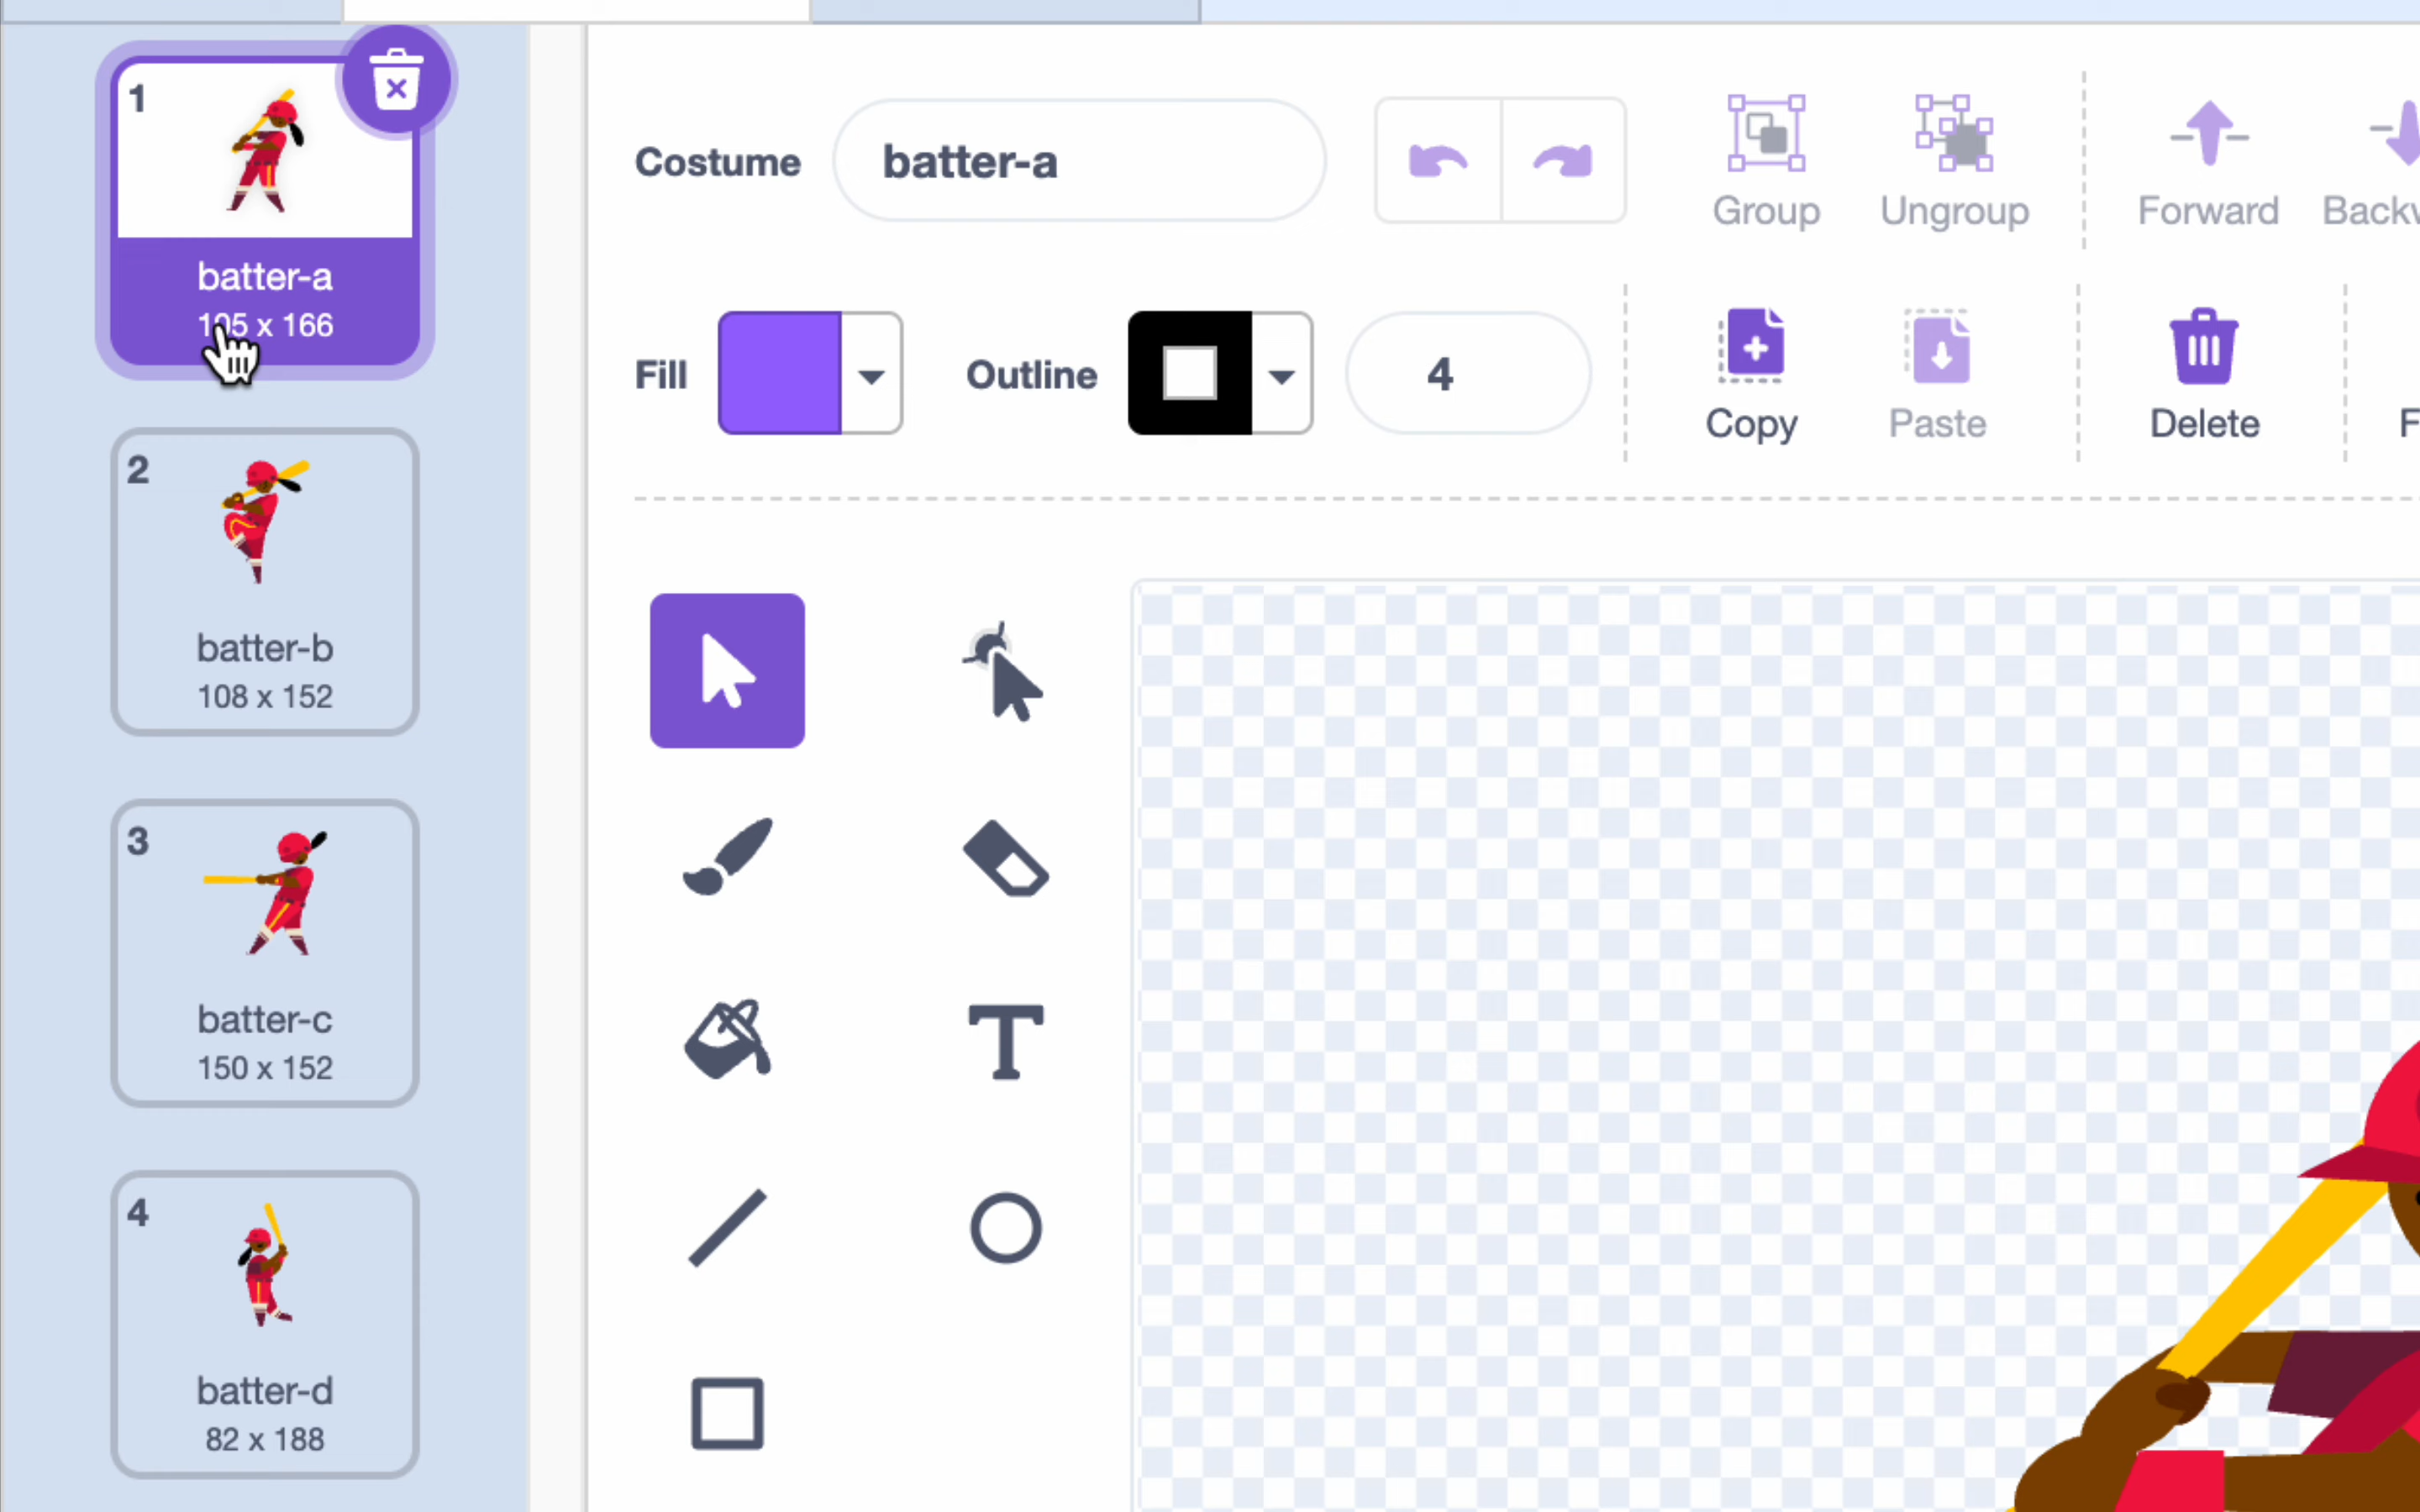 1
batter-a
105 x 166
2
batter-b
108 x 152
3
batter-c
150 x 152
4
batter-d
82 x 188
Costume
batter-a
Group
Ungroup
Forward
Fill
Outline
4
Copy
Paste
Delete